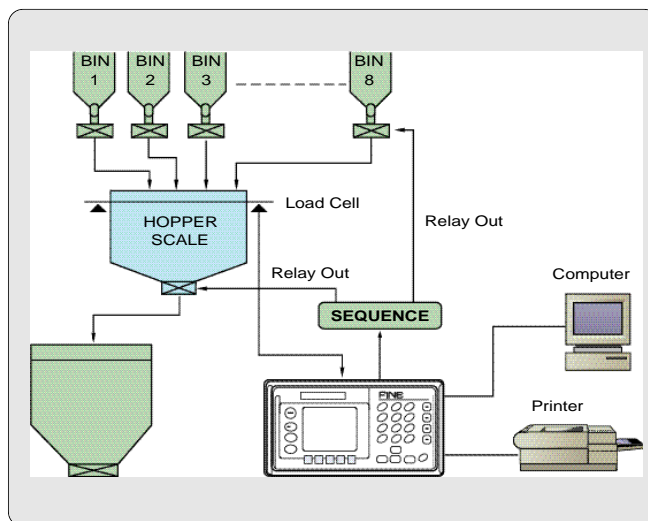 BIN
1
BIN
2
BIN
3
BIN
8
Load Cell
HOPPER
SCALE
Relay Out
Relay Out
Computer
SEQUENCE
FINE
Printer